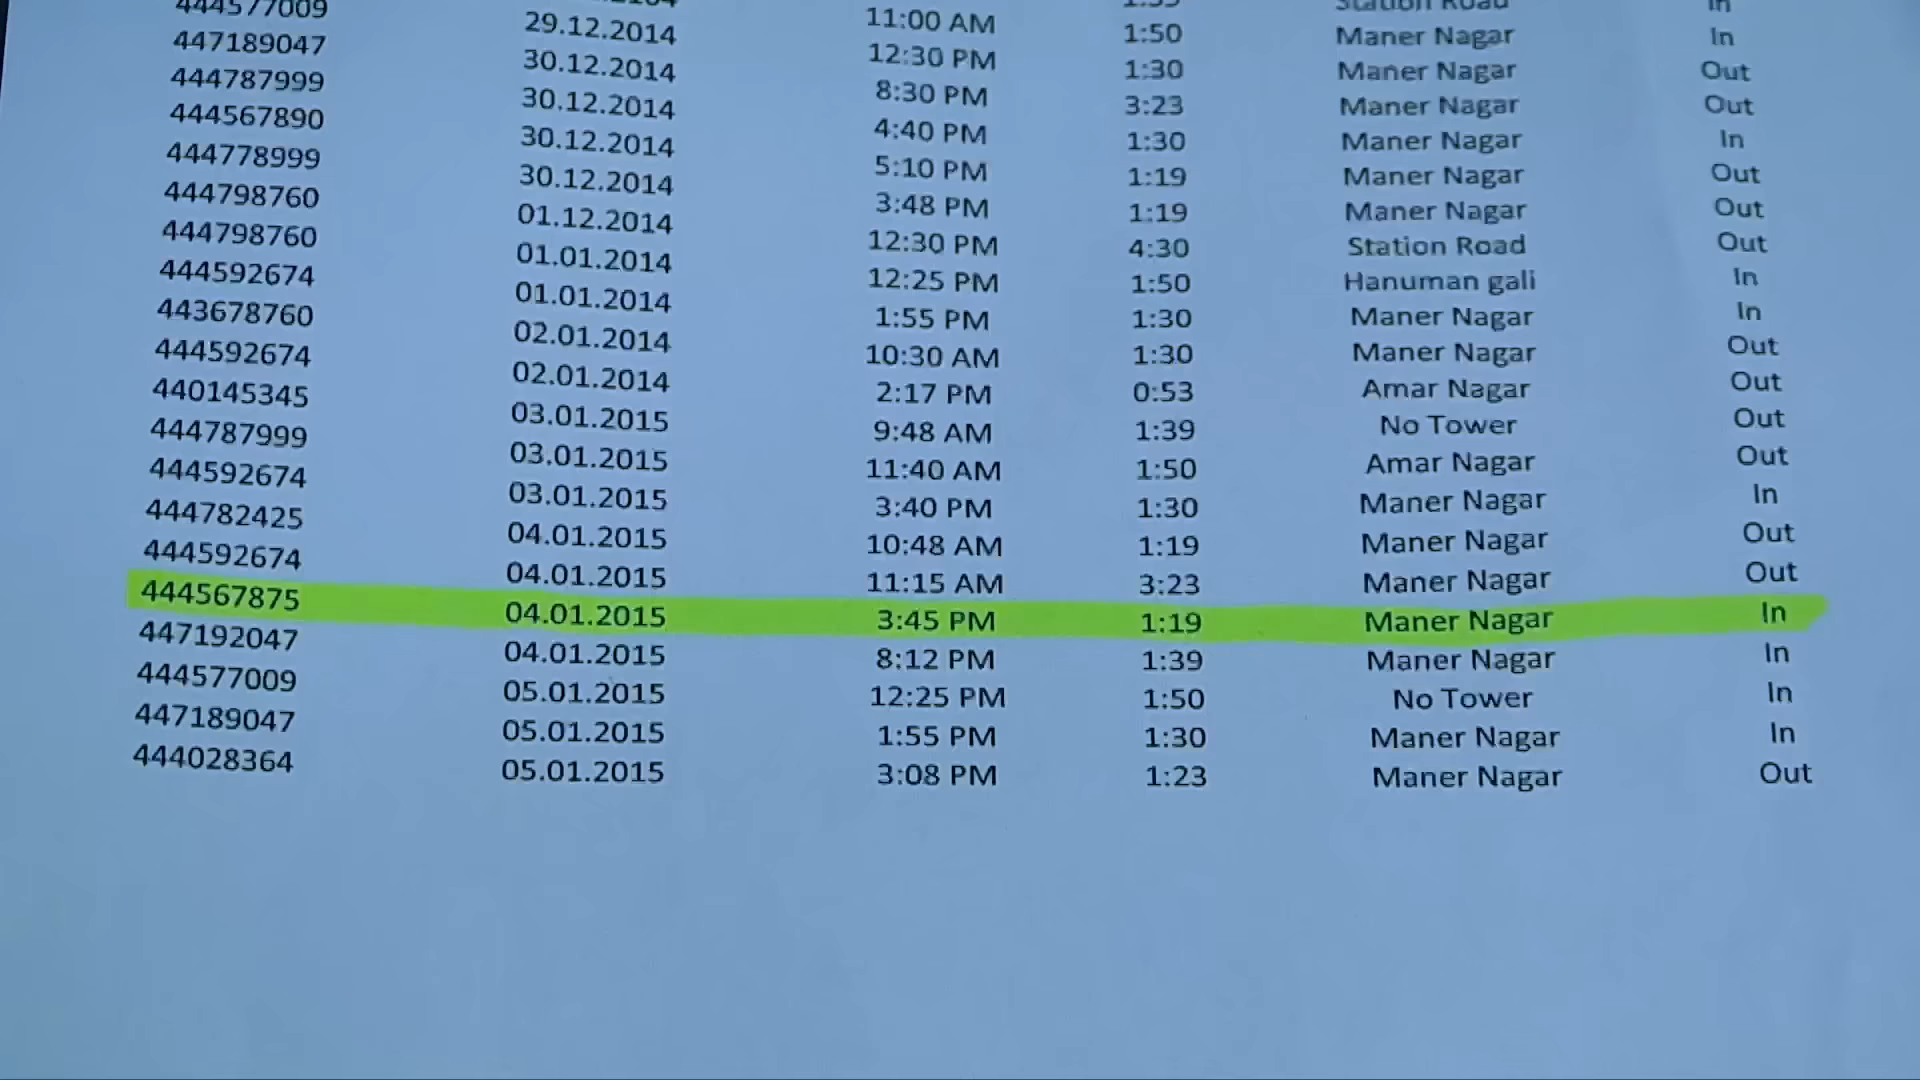 Station Road In
11:00 AM 1:50 Maner Nagar In
444577009 29.12.2014 12:30 PM 1:30 Maner Nagar Out
447189047 30.12.2014 8:30 PM 3:23 Maner Nagar Out
444787999 30.12.2014 4:40 PM 1:30 Maner Nagar In
444567890 30.12.2014 5:10 PM 1:19 Maner Nagar Out
444778999 30.12.2014 3:48 PM 1:19 Maner Nagar Out
444798760 01.12.2014 12:30 PM 4:30 Station Road Out
444798760 01.01.2014 12:25 PM 1:50 Hanuman gali In
444592674 01.01.2014 1:55 PM 1:30 Maner Nagar In
443678760 02.01.2014 10:30 AM 1:30 Maner Nagar Out
444592674 02.01.2014 2:17 PM 0:53 Amar Nagar Out
440145345 03.01.2015 9:48 AM 1:39 No Tower Out
444787999 03.01.2015 11:40 AM 1:50 Amar Nagar Out
444592674 03.01.2015 3:40 PM 1:30 Maner Nagar In
444782425 04.01.2015 10:48 AM 1:19 Maner Nagar Out
444592674 04.01.2015 11:15 AM 3:23 Maner Nagar Out
444567875 04.01.2015 3:45 PM 1:19 Maner Nagar In
447192047 04.01.2015 8:12 PM 1:39 Maner Nagar In
444577009 05.01.2015 12:25 PM 1:50 No Tower In
447189047 05.01.2015 1:55 PM 1:30 Maner Nagar In
444028364 05.01.2015 3:08 PM 1:23 Maner Nagar Out